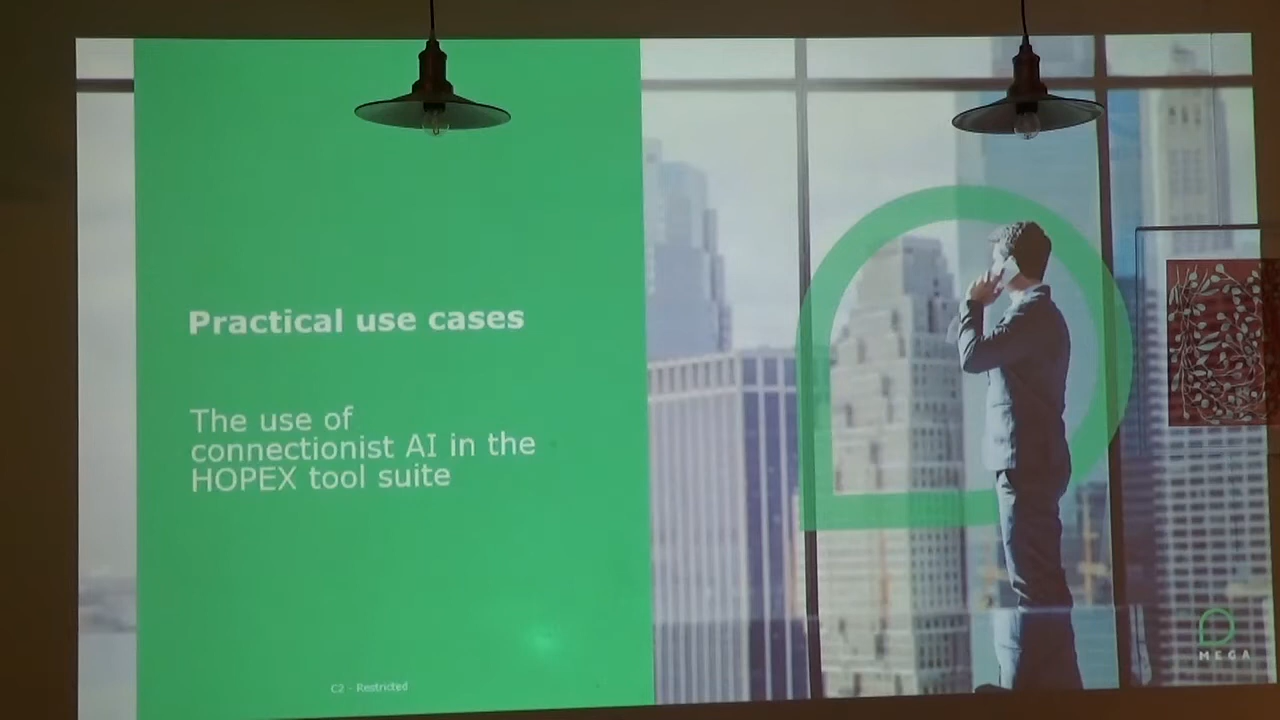 Practical use cases
The use of
connectionist AI in the
HOPEX tool suite
C2 - Restricted
MEGA